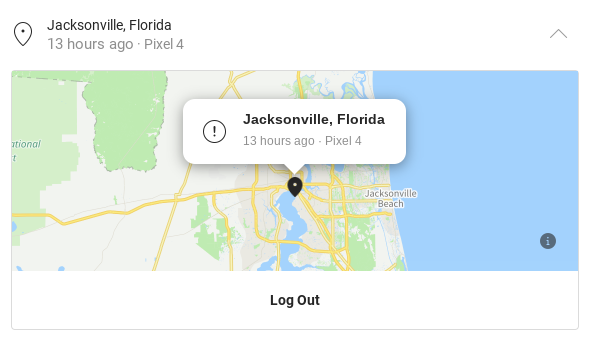 Jacksonville, Florida
13 hours ago · Pixel 4
Jacksonville, Florida
13 hours ago · Pixel 4
ational
t
Jacksonville
Beach
Log Out